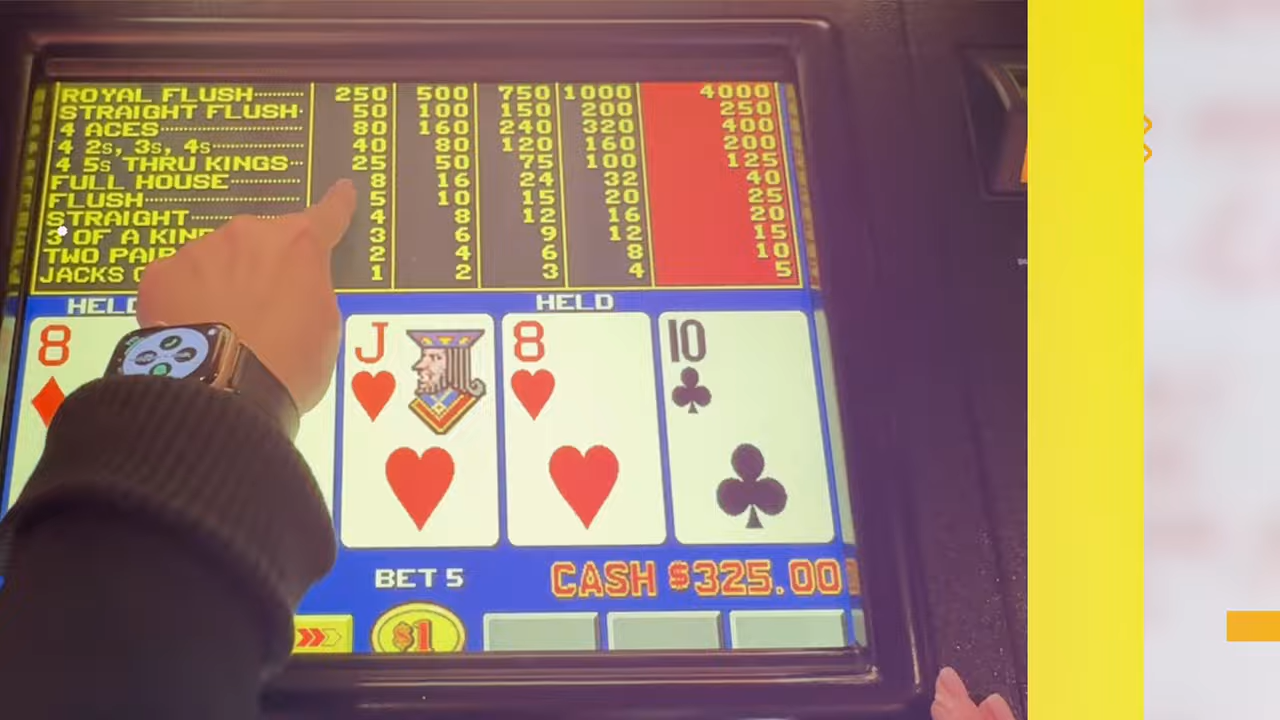 ROYAL FLUSH 250 500 750 1000 4000
STRAIGHT FLUSH 50 100 150 200 250
4 ACES 80 160 240 320 400
4 2s, 3s, 4s 40 80 120 160 200
4 5s THRU KINGS 25 50 75 100 125
FULL HOUSE 8 16 24 32 40
FLUSH 5 10 15 20 25
STRAIGHT 4 8 12 16 20
3 OF A KIN 3 6 9 12 15
TWO PAIR 2 4 6 8 10
JACKS 1 2 3 4 5
HELD HELD
8 J 8 10
BET 5 CASH $325.00
$1